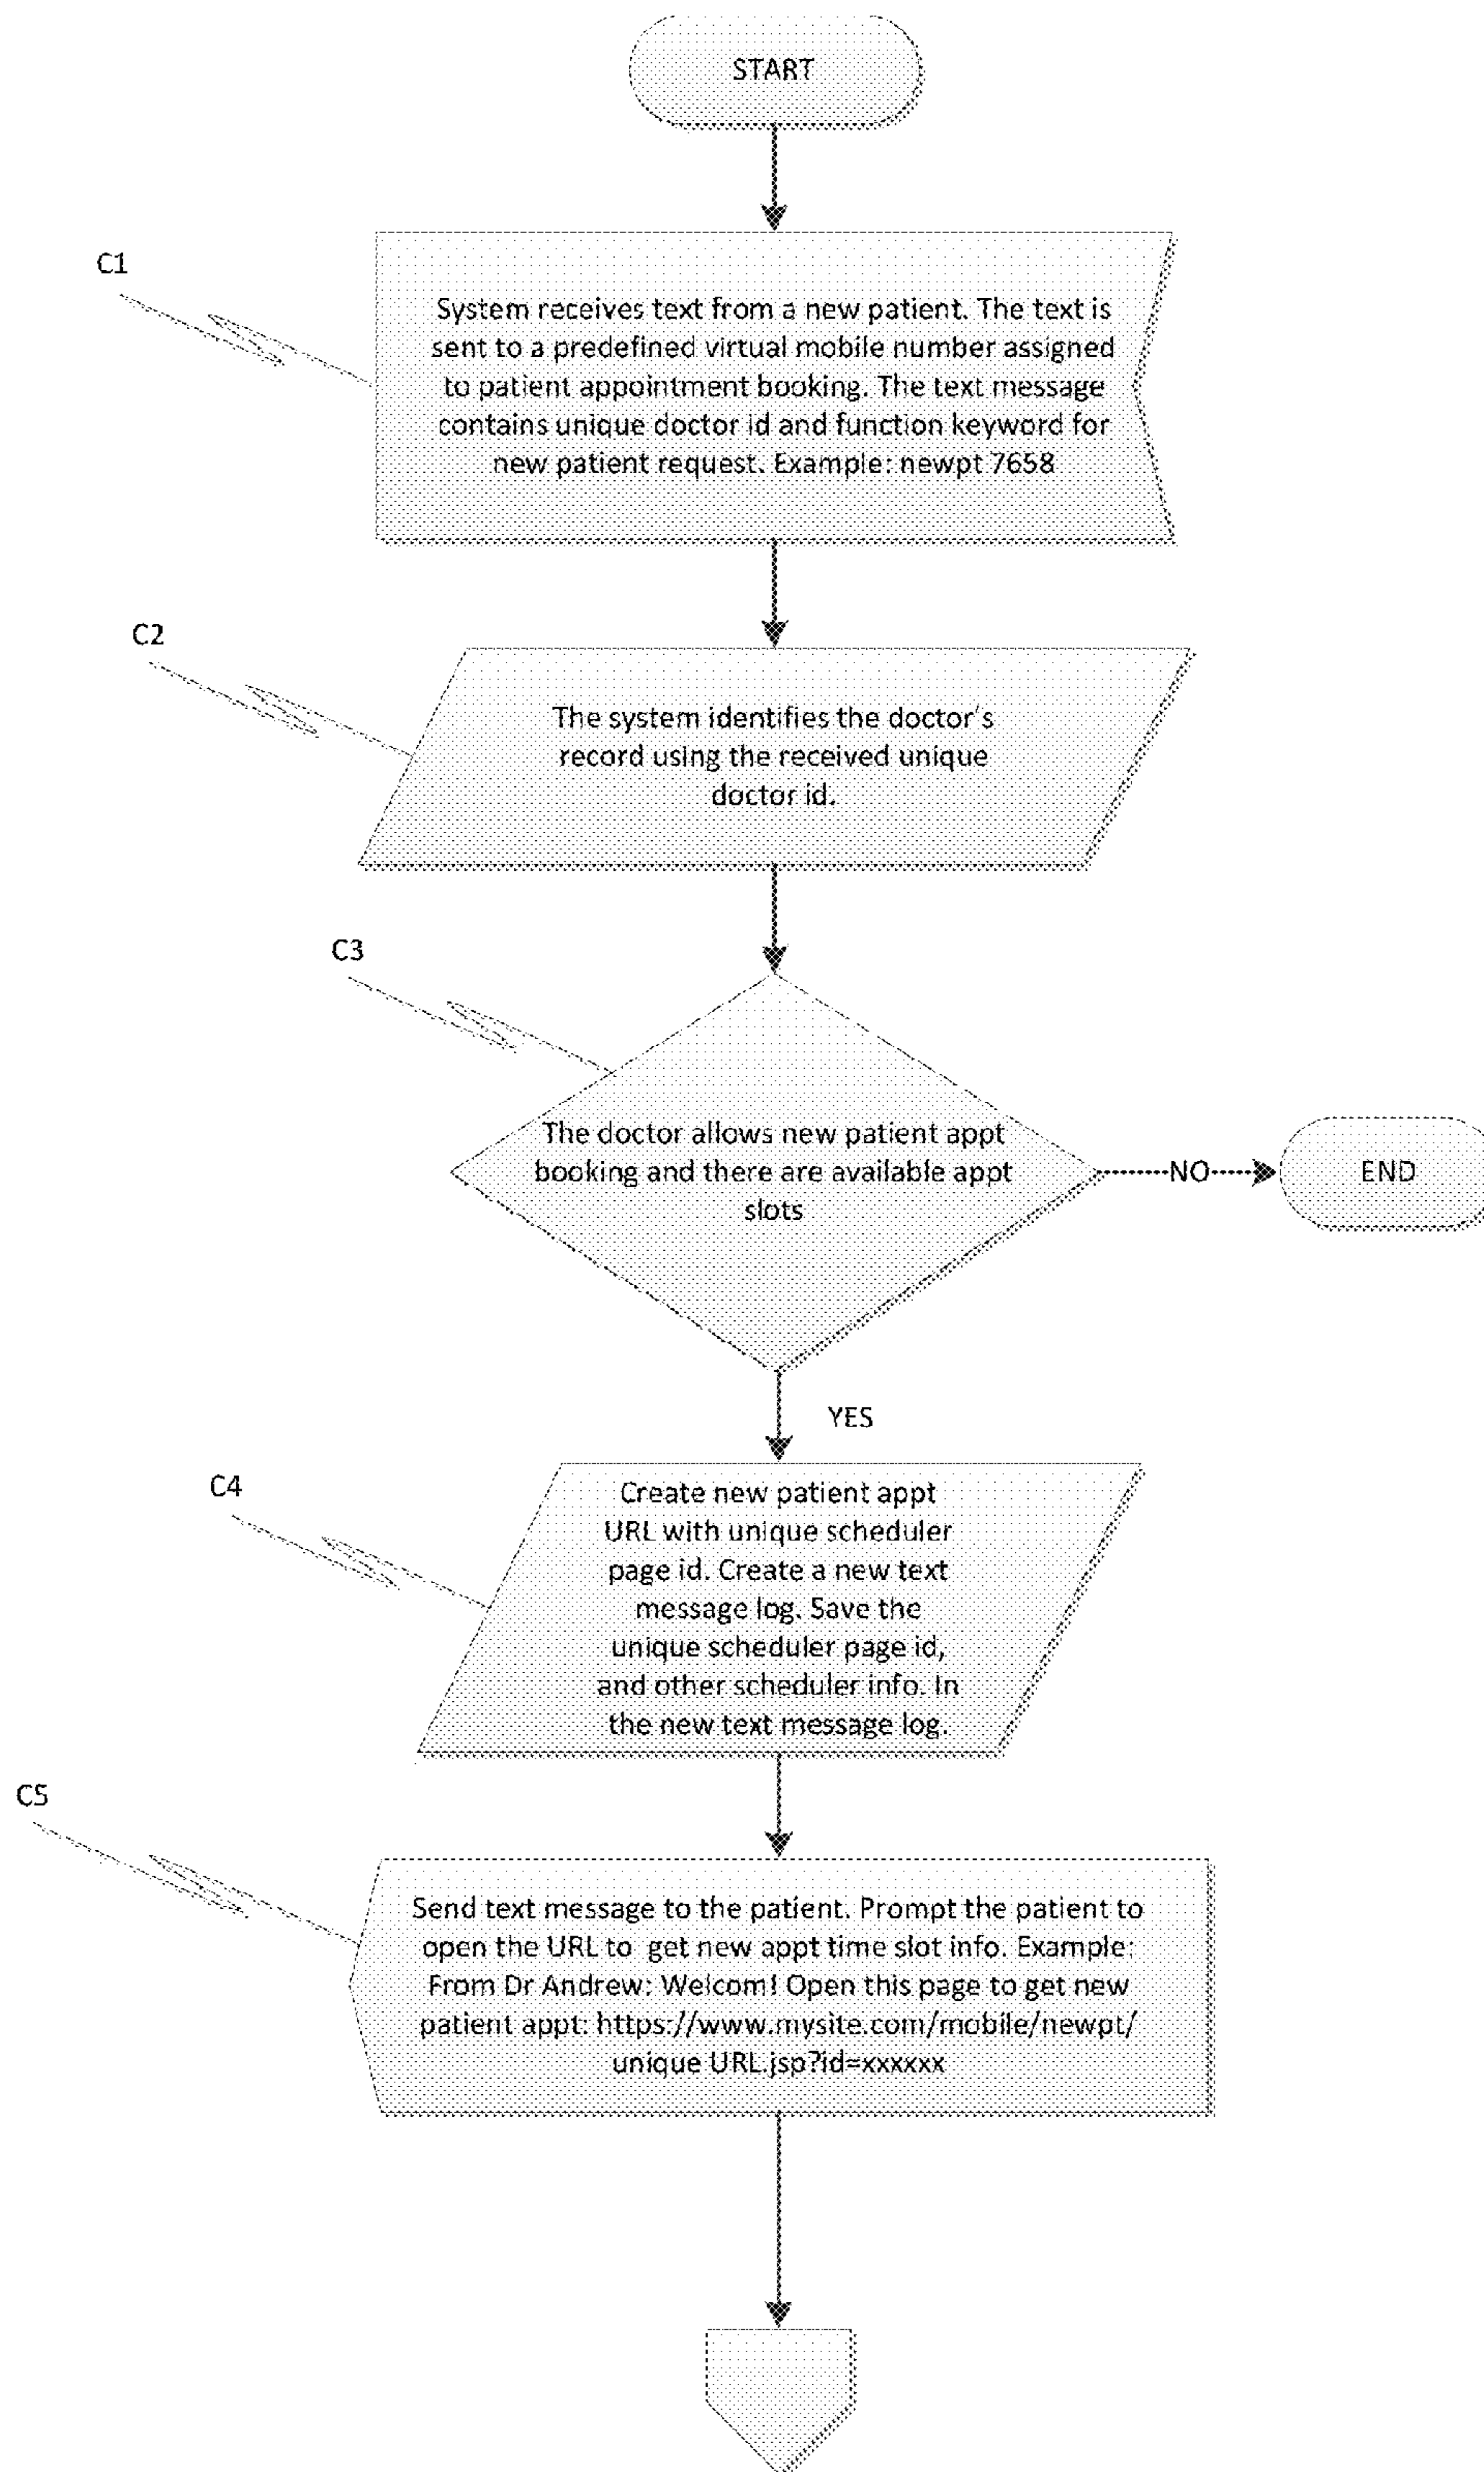 START
C1
System receives text from a new patient. The text is
sent to a predefined virtual mobile number assigned
to patient appointment booking. The text message
contains unique doctor id and function keyword for
new patient request. Example: newpt 7658
C2
The system identifies the doctor's
record using the received unique
doctor id.
C3
The doctor allows new patient appt
booking and there are available appt
slots
NO
END
YES
C4
Create new patient appt
URL with unique scheduler
page id. Create a new text
message log. Save the
unique scheduler page id,
and other scheduler info. In
the new text message log.
C5
Send text message to the patient. Prompt the patient to
open the URL to get new appt time slot info. Example:
From Dr Andrew: Welcom! Open this page to get new
patient appt: https://www.mysite.com/mobile/newpt/
unique URL.jsp?id=xxxxxx